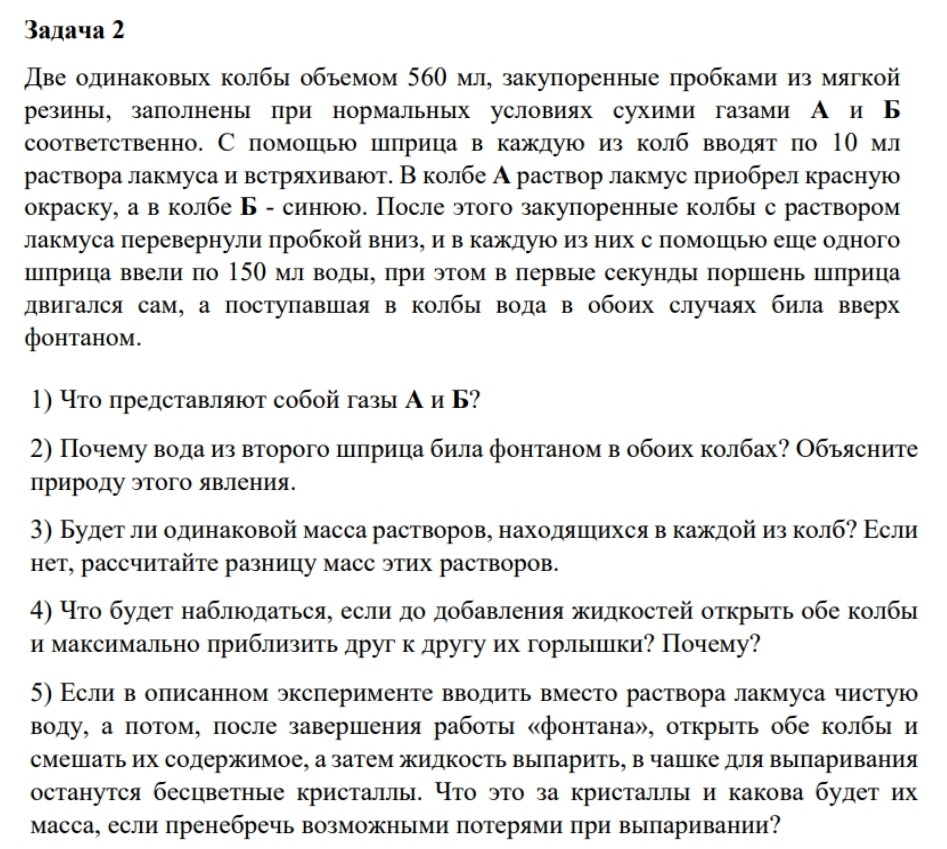 Задача 2
Две одинаковых колбы объемом 560 мл, закупоренные пробками из мягкой
резины, заполнены при нормальных условиях сухими газами А и Б
соответственно. С помощью шприца в каждую из колб вводят по 10 мл
раствора лакмуса и встряхивают. В колбе А раствор лакмус приобрел красную
окраску, а в колбе Б - синюю. После этого закупоренные колбы с раствором
лакмуса перевернули пробкой вниз, и в каждую из них с помощью еще одного
шприца ввели по 150 мл воды, при этом в первые секунды поршень шприца
двигался сам, а поступавшая в колбы вода в обоих случаях била вверх
фонтаном.
1) Что представляют собой газы А и Б?
2) Почему вода из второго шприца била фонтаном в обоих колбах? Объясните
природу этого явления.
3) Будет ли одинаковой масса растворов, находящихся в каждой из колб? Если
нет, рассчитайте разницу масс этих растворов.
4) Что будет наблюдаться, если до добавления жидкостей открыть обе колбы
и максимально приблизить друг к другу их горлышки? Почему?
5) Если в описанном эксперименте вводить вместо раствора лакмуса чистую
воду, а потом, после завершения работы «фонтана», открыть обе колбы и
смешать их содержимое, а затем жидкость выпарить, в чашке для выпаривания
останутся бесцветные кристаллы. Что это за кристаллы и какова будет их
масса, если пренебречь возможными потерями при выпаривании?